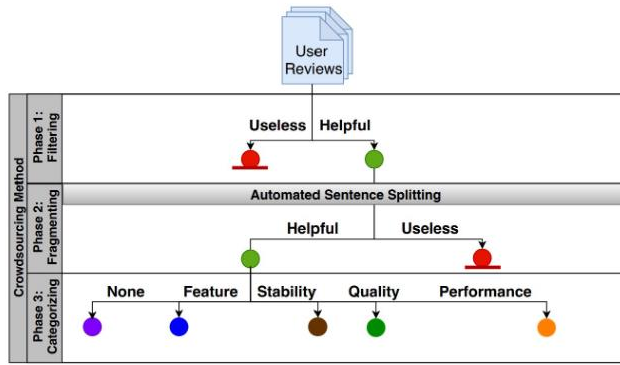 User
Reviews
Crowdsourcing Method
Phase 1:
Filtering
Useless Helpful
Automated Sentence Splitting
Phase 2:
Fragmenting
Helpful Useless
Phase 3:
Categorizing
None Feature Stability Quality Performance